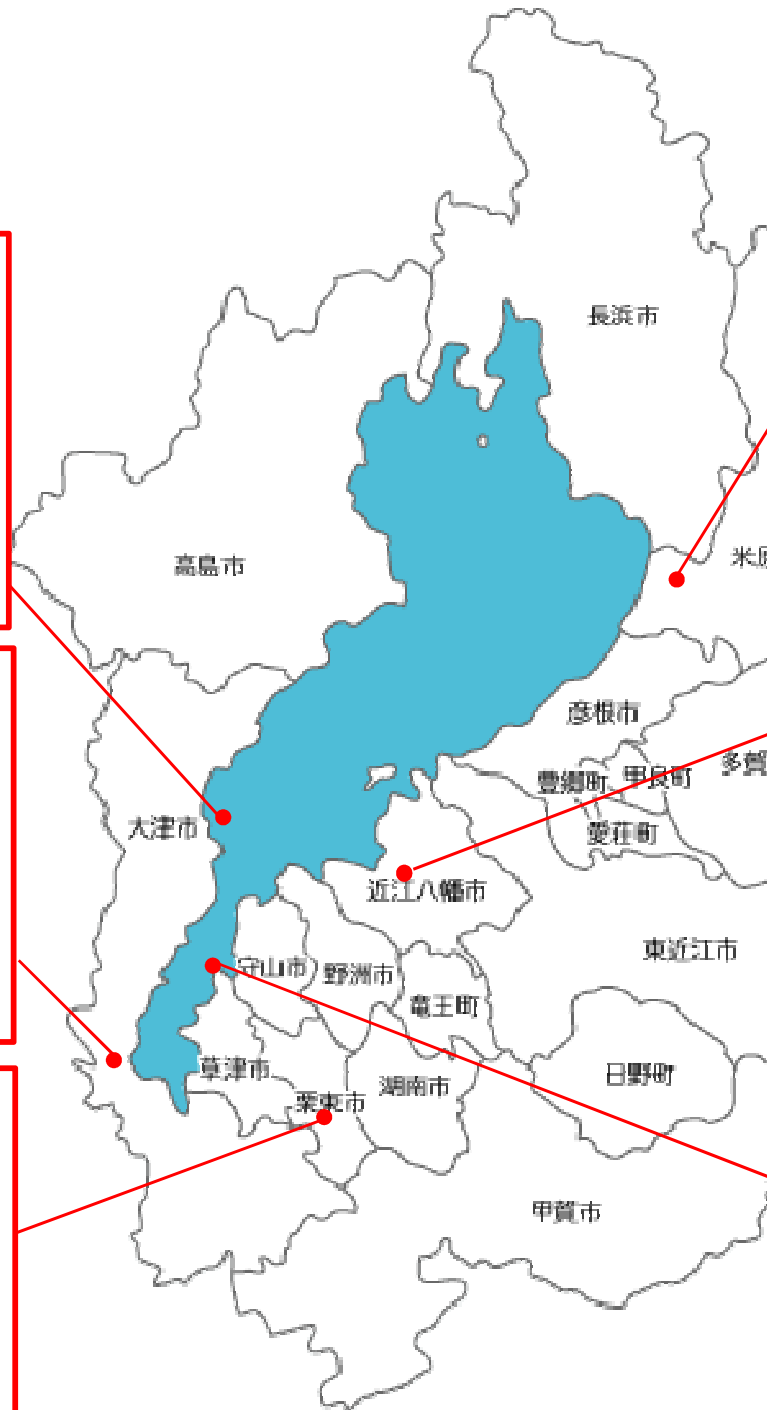 長浜市
高島市
米原
彦根市
多賀
豊郷町
甲良町
大津市
愛荘町
近江八幡市
東近江市
守山市
野洲市
竜王町
草津市
日野町
湖南市
栗東市
甲賀市